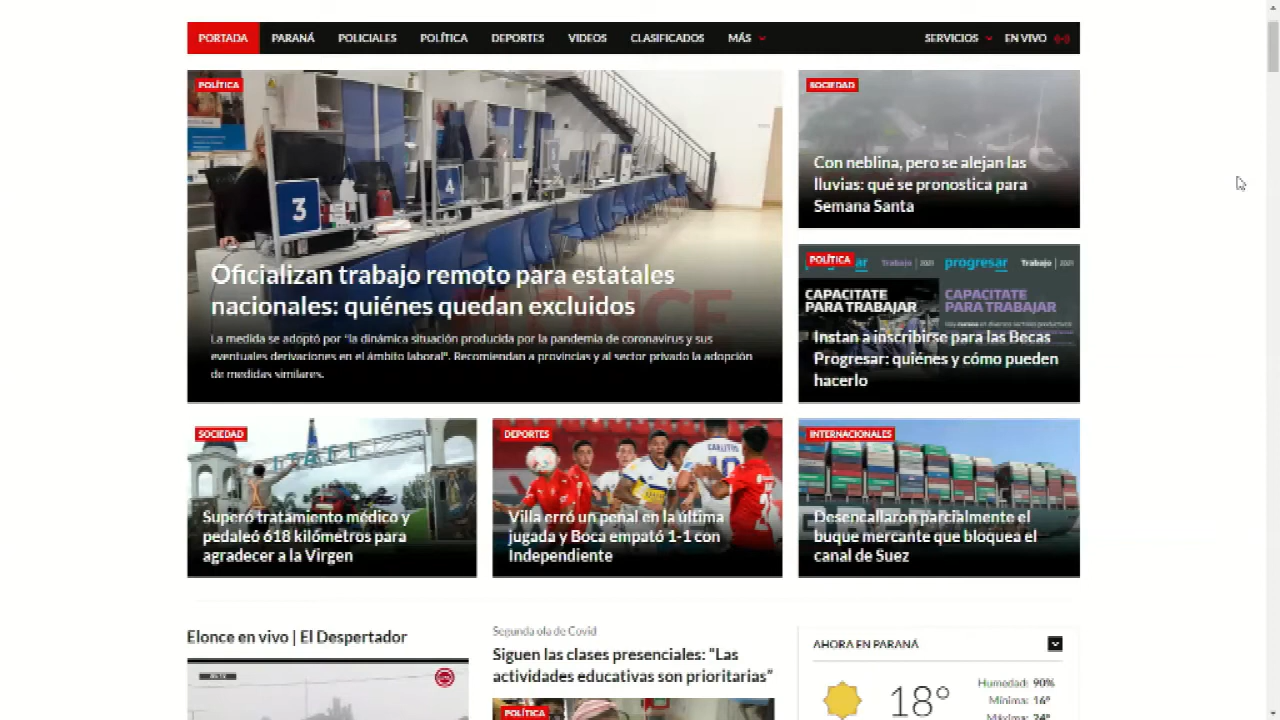 PORTADA PARANÁ POLICIALES POLÍTICA DEPORTES VIDEOS CLASIFICADOS MÁS SERVICIOS EN VIVO
POLÍTICA
3
4
Oficializan trabajo remoto para estatales
nacionales: quiénes quedan excluidos
La medida se adoptó por "la dinámica situación producida por la pandemia de coronavirus y sus
eventuales derivaciones en el ámbito laboral". Recomiendan a provincias y al sector privado la adopción
de medidas similares.
SOCIEDAD
Con neblina, pero se alejan las
lluvias: qué se pronostica para
Semana Santa
POLÍTICA
progresar Trabajo 2021
CAPACITATE
PARA TRABAJAR
CAPACITATE
PARA TRABAJAR
Instan a inscribirse para las Becas
Progresar: quiénes y cómo pueden
hacerlo
SOCIEDAD
Superó tratamiento médico y
pedaleó 618 kilómetros para
agradecer a la Virgen
DEPORTES
CARLITOS
10
Villa erró un penal en la última
jugada y Boca empató 1-1 con
Independiente
INTERNACIONALES
Desencallaron parcialmente el
buque mercante que bloquea el
canal de Suez
Elonce en vivo | El Despertador
Segunda ola de Covid
Siguen las clases presenciales: "Las
actividades educativas son prioritarias"
POLÍTICA
AHORA EN PARANÁ
18°
Humedad: 90%
Mínima: 16°
Máxima: 24°